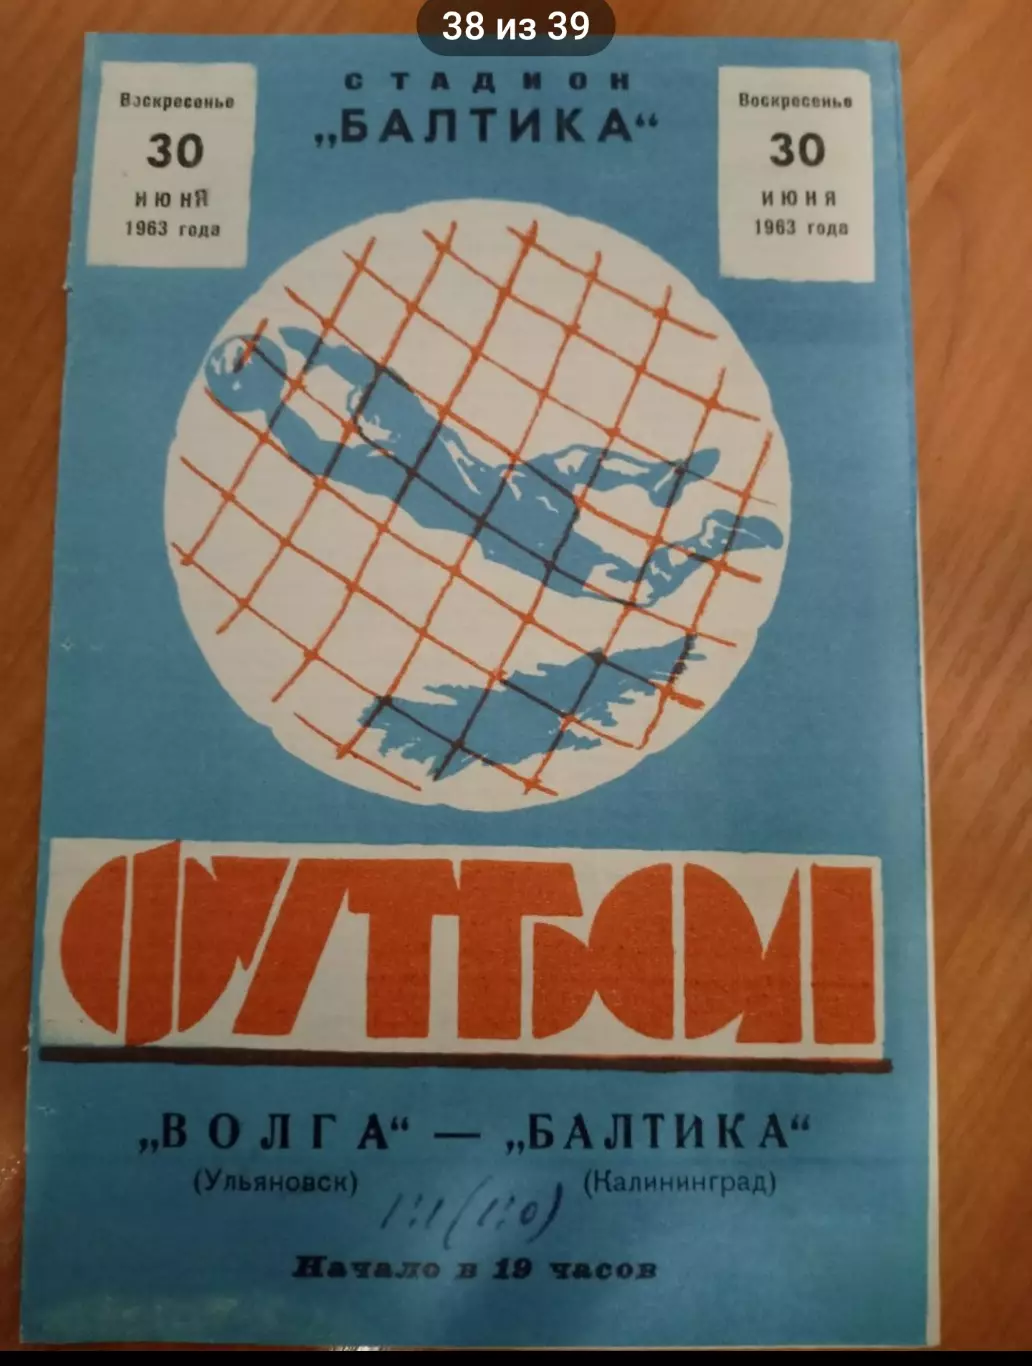 38 из 39
СТАДИОН
„БАЛТИКА“
Воскресенье
30
ИЮНЯ
1963 года
Воскресенье
30
ИЮНЯ
1963 года
ФУТБОЛ
„ВОЛГА“ — „БАЛТИКА“
(Ульяновск) (Калининград)
1:1 (1:0)
Начало в 19 часов